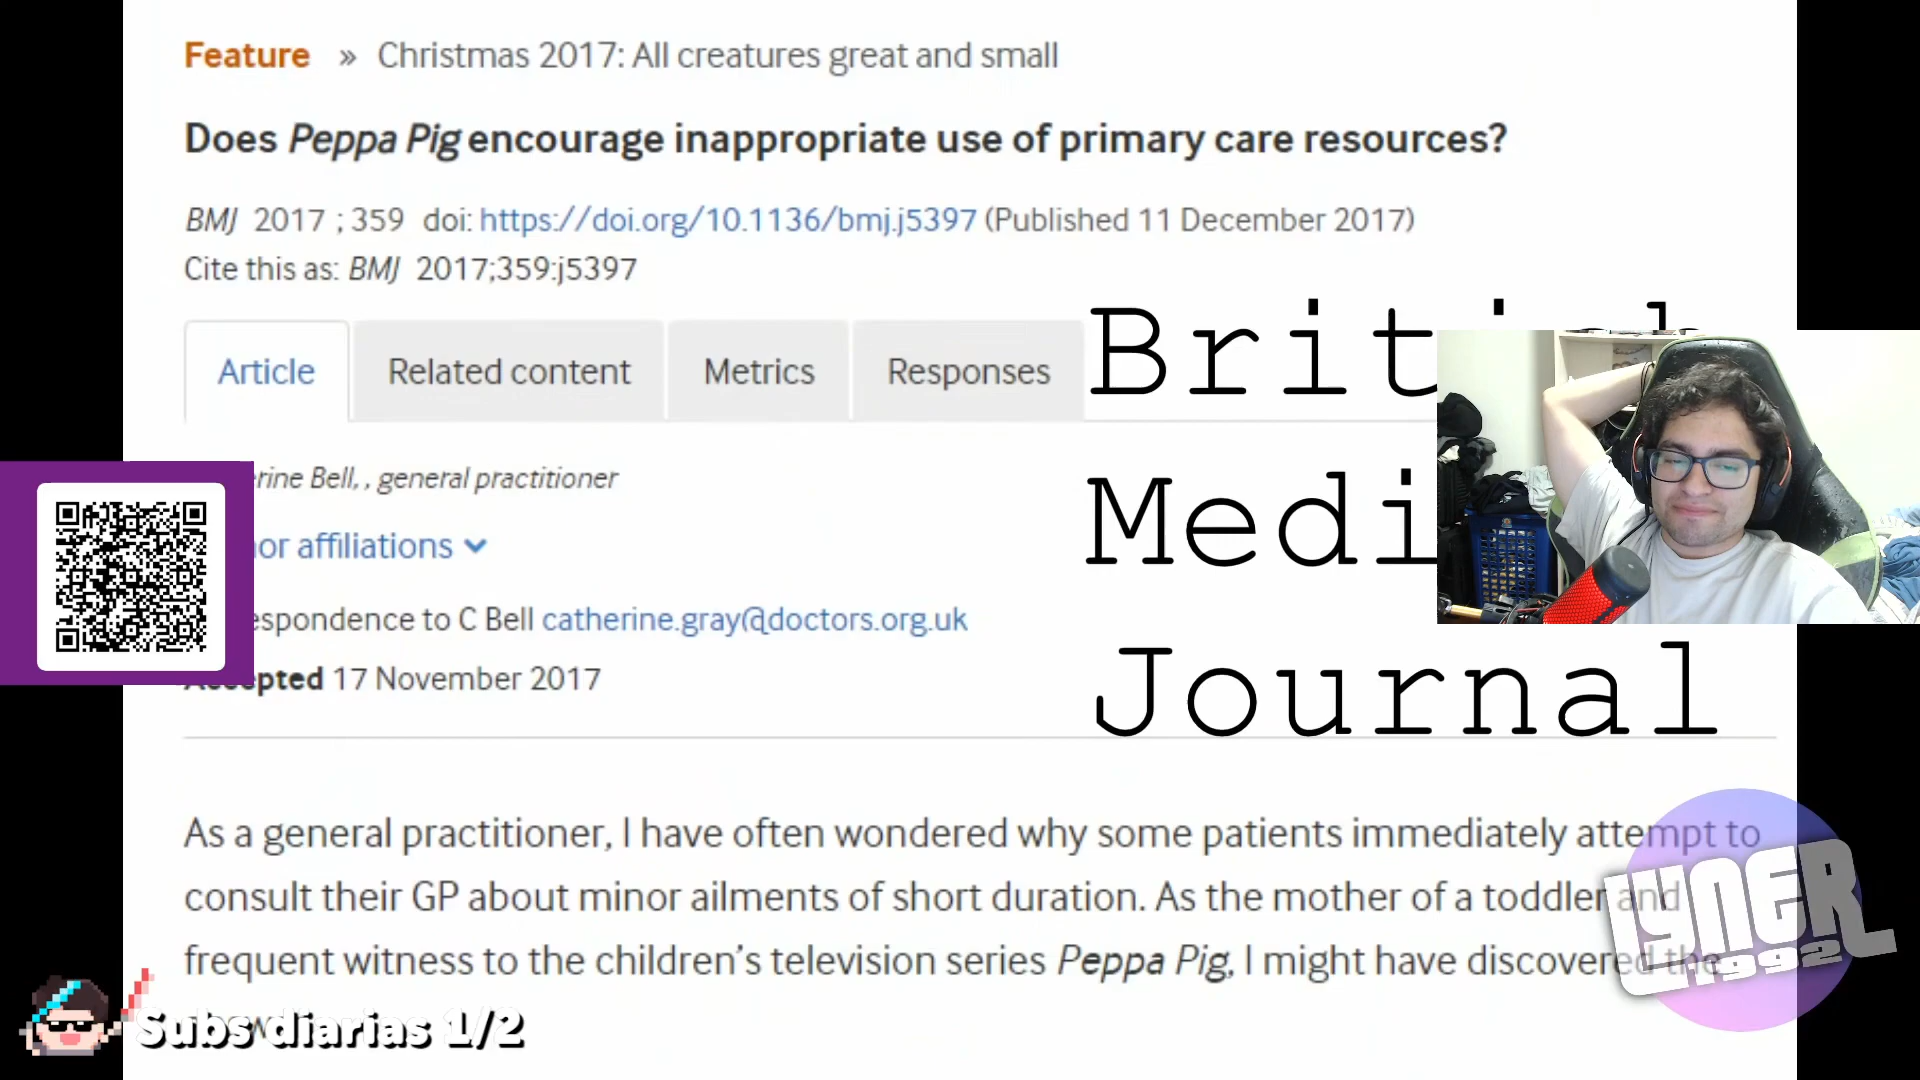 Feature » Christmas 2017: All creatures great and small
Does Peppa Pig encourage inappropriate use of primary care resources?
BMJ 2017 ; 359 doi: https://doi.org/10.1136/bmj.j5397 (Published 11 December 2017)
Cite this as: BMJ 2017;359:j5397
Article Related content Metrics Responses
Brit
Medi
Journal
erine Bell, , general practitioner
or affiliations
espondence to C Bell catherine.gray@doctors.org.uk
Accepted 17 November 2017
As a general practitioner, I have often wondered why some patients immediately attempt to
consult their GP about minor ailments of short duration. As the mother of a toddler and
frequent witness to the children's television series Peppa Pig, I might have discovered the
LYNER
1992
Subs diarias 1/2